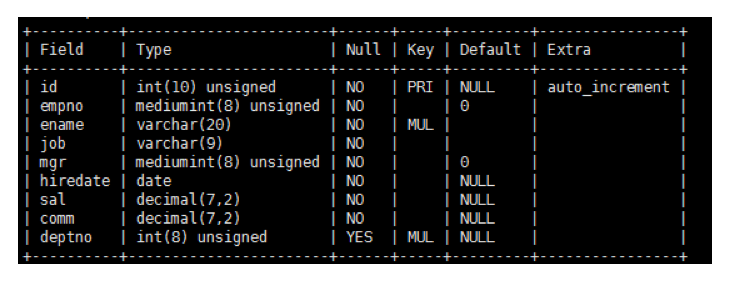 +----------+-----------------------+------+-----+---------+----------------+
| Field    | Type                  | Null | Key | Default | Extra          |
+----------+-----------------------+------+-----+---------+----------------+
| id       | int(10) unsigned      | NO   | PRI | NULL    | auto_increment |
| empno    | mediumint(8) unsigned | NO   |     | 0       |                |
| ename    | varchar(20)           | NO   | MUL |         |                |
| job      | varchar(9)            | NO   |     |         |                |
| mgr      | mediumint(8) unsigned | NO   |     | 0       |                |
| hiredate | date                  | NO   |     | NULL    |                |
| sal      | decimal(7,2)          | NO   |     | NULL    |                |
| comm     | decimal(7,2)          | NO   |     | NULL    |                |
| deptno   | int(8) unsigned       | YES  | MUL | NULL    |                |
+----------+-----------------------+------+-----+---------+----------------+